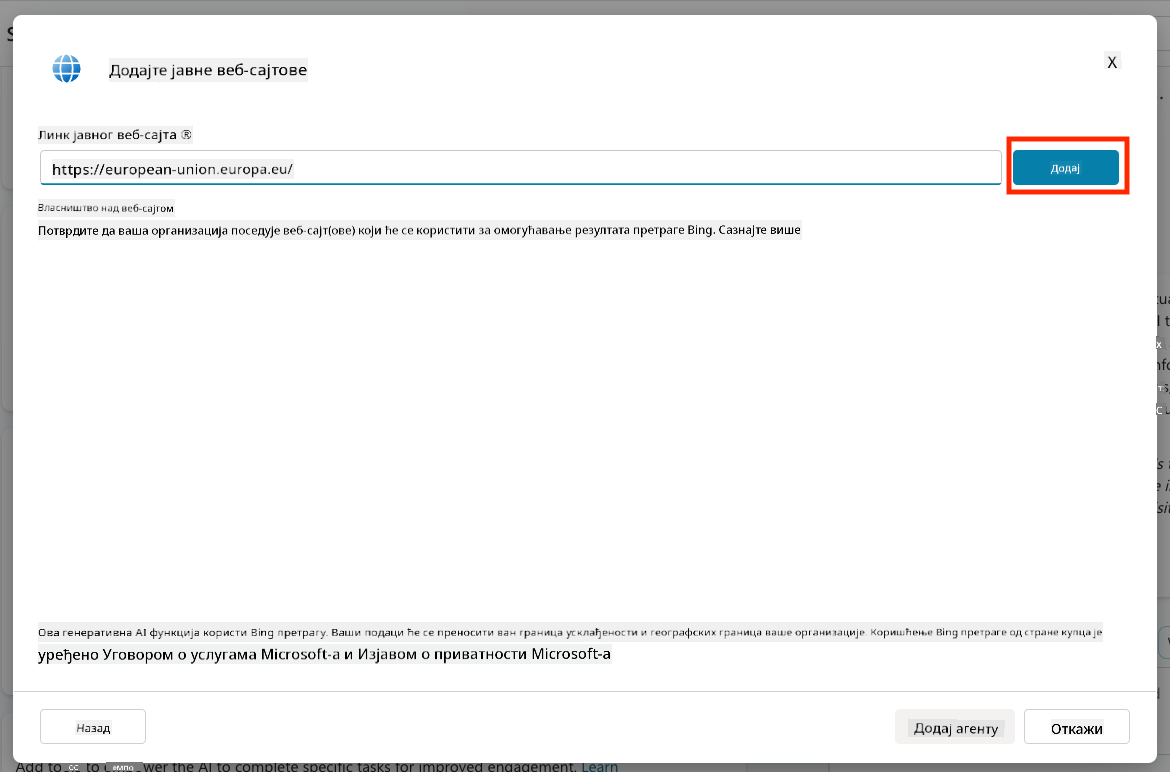 Додајте јавне веб-сајтове
X
Линк јавног веб-сајта ®
https://european-union.europa.eu/
Додај
Власништво над веб-сајтом
Потврдите да ваша организација поседује веб-сајт(ове) који ће се користити за омогућавање резултата претраге Bing. Сазнајте више
Ова генеративна AI функција користи Bing претрагу. Ваши подаци ће се преносити ван граница усклађености и географских граница ваше организације. Коришћење Bing претраге од стране купца је
уређено Уговором о услугама Microsoft-а и Изјавом о приватности Microsoft-а
Назад
Додај агенту
Откажи
Add to to wer the AI to complete specific tasks for improved engagement. Learn